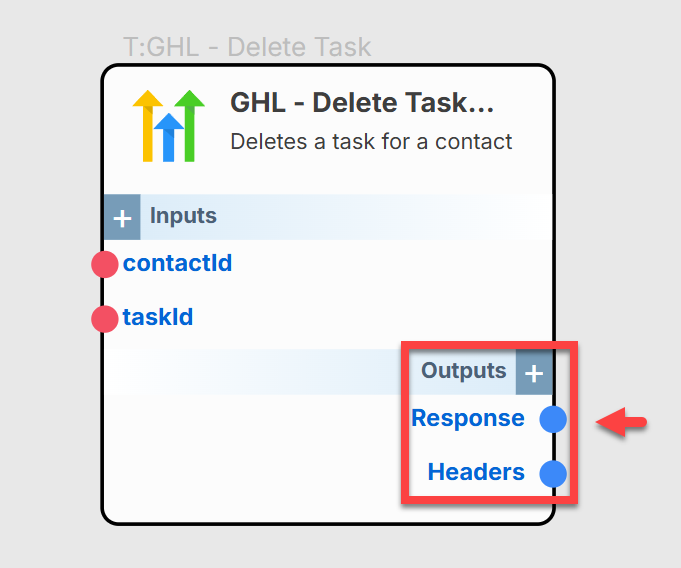 T:GHL - Delete Task
GHL - Delete Task...
Deletes a task for a contact
+ Inputs
contactId
taskId
Outputs +
Response
Headers